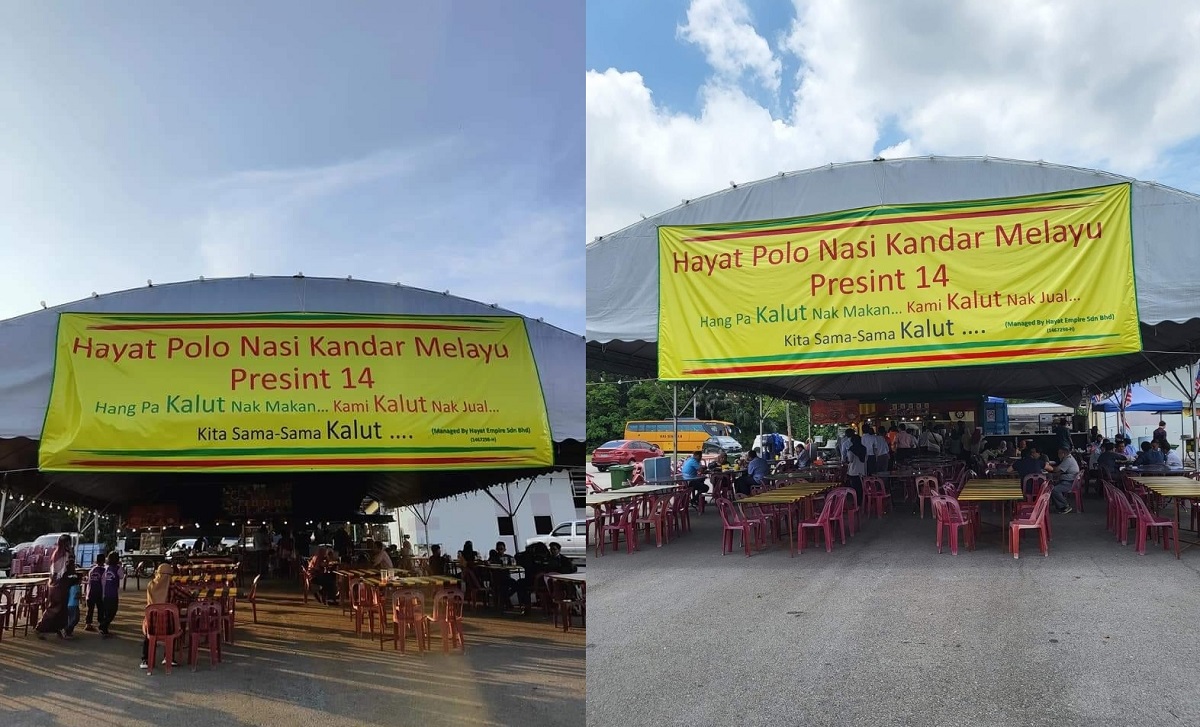 Hayat Polo Nasi Kandar Melayu
Presint 14
Hang Pa Kalut Nak Makan... Kami Kalut Nak Jual...
Kita Sama-Sama Kalut .... (Managed By Hayat Empire Sdn Bhd)
(1467298-H)
Hayat Polo Nasi Kandar Melayu
Presint 14
Hang Pa Kalut Nak Makan... Kami Kalut Nak Jual...
Kita Sama-Sama Kalut .... (Managed By Hayat Empire Sdn Bhd)
(1467298-H)